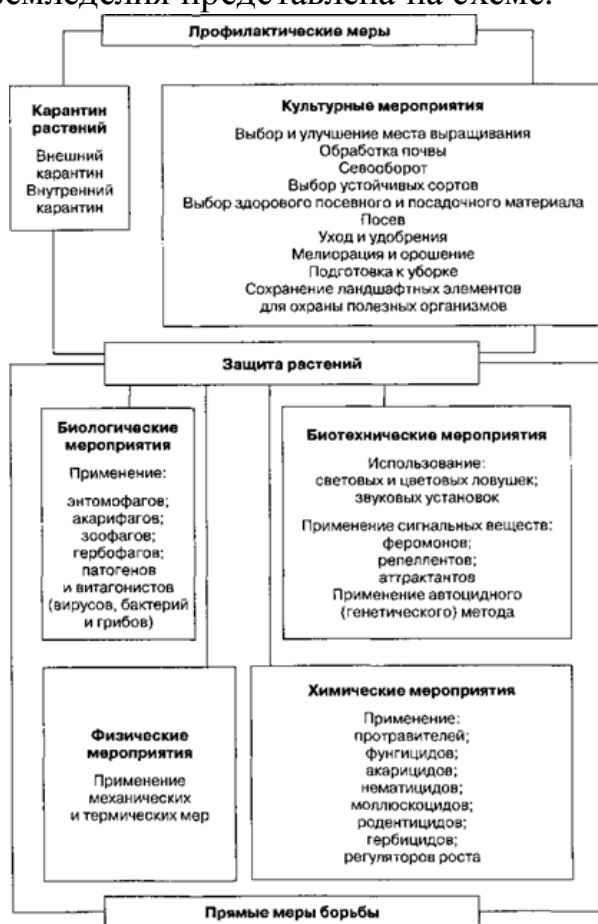 земледелия представлена на схеме.
Профилактические меры
Карантин
растений
Внешний
карантин
Внутренний
карантин
Культурные мероприятия
Выбор и улучшение места выращивания
Обработка почвы
Севооборот
Выбор устойчивых сортов
Выбор здорового посевного и посадочного материала
Посев
Уход и удобрения
Мелиорация и орошение
Подготовка к уборке
Сохранение ландшафтных элементов
для охраны полезных организмов
Защита растений
Биологические
мероприятия
Применение:
энтомофагов;
акарифагов;
зоофагов;
гербофагов;
патогенов
и витагонистов
(вирусов, бактерий
и грибов)
Биотехнические мероприятия
Использование:
световых и цветовых ловушек;
звуковых установок
Применение сигнальных веществ:
феромонов;
репеллентов;
аттрактантов
Применение автоцидного
(генетического) метода
Физические
мероприятия
Применение
механических
и термических мер
Химические мероприятия
Применение:
протравителей;
фунгицидов;
акарицидов;
нематицидов;
моллюскоцидов;
родентицидов;
гербицидов;
регуляторов роста
Прямые меры борьбы